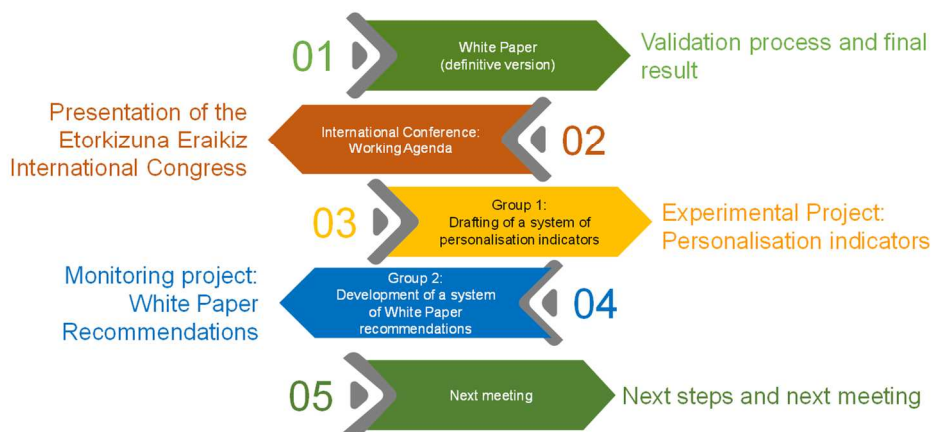 01
White Paper
(definitive version)
Validation process and final
result
Presentation of the
Etorkizuna Eraikiz
International Congress
International Conference:
Working Agenda
02
03
Group 1:
Drafting of a system of
personalisation indicators
Experimental Project:
Personalisation indicators
Monitoring project:
White Paper
Recommendations
Group 2:
Development of a system
of White Paper
recommendations
04
05
Next meeting
Next steps and next meeting